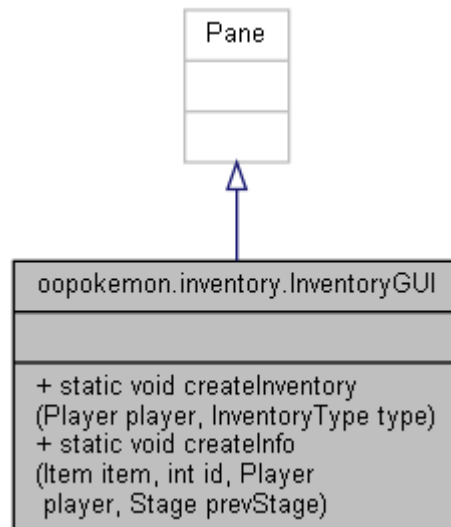 Pane
oopokemon.inventory.InventoryGUI
+ static void createInventory
(Player player, InventoryType type)
+ static void createInfo
(Item item, int id, Player
player, Stage prevStage)